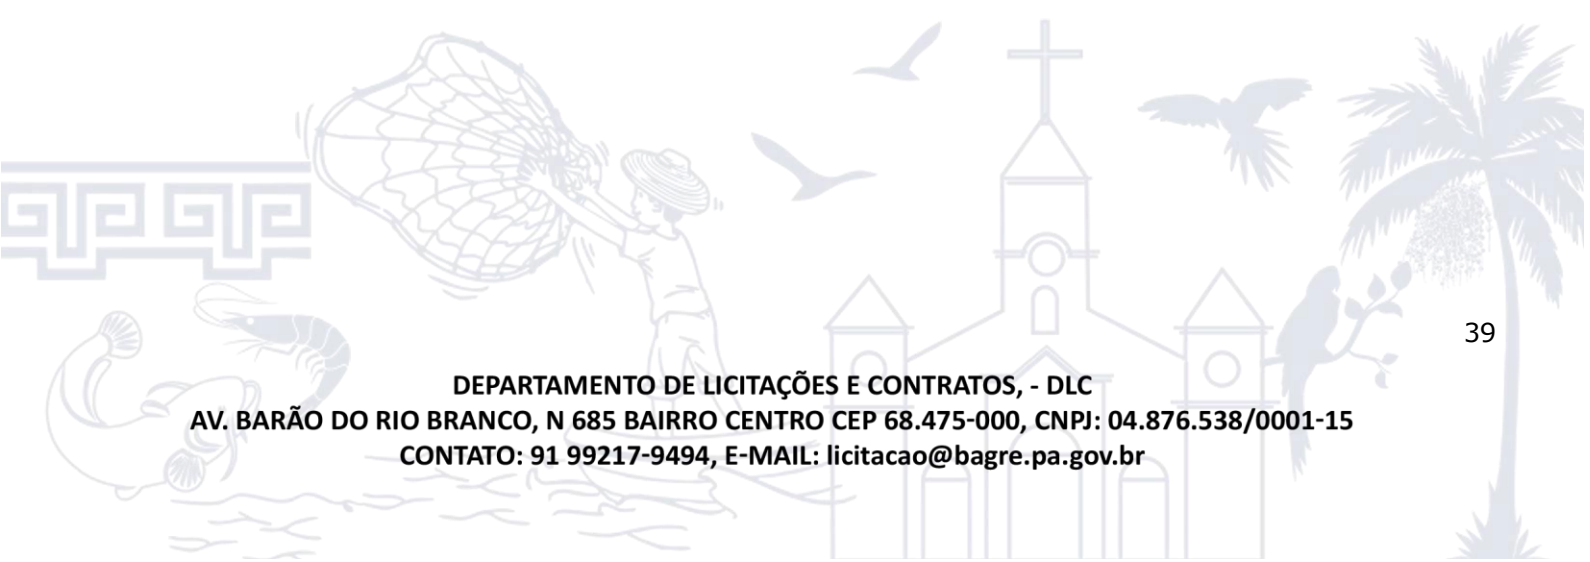 39
DEPARTAMENTO DE LICITAÇÕES E CONTRATOS, - DLC
AV. BARÃO DO RIO BRANCO, N 685 BAIRRO CENTRO CEP 68.475-000, CNPJ: 04.876.538/0001-15
CONTATO: 91 99217-9494, E-MAIL: licitacao@bagre.pa.gov.br